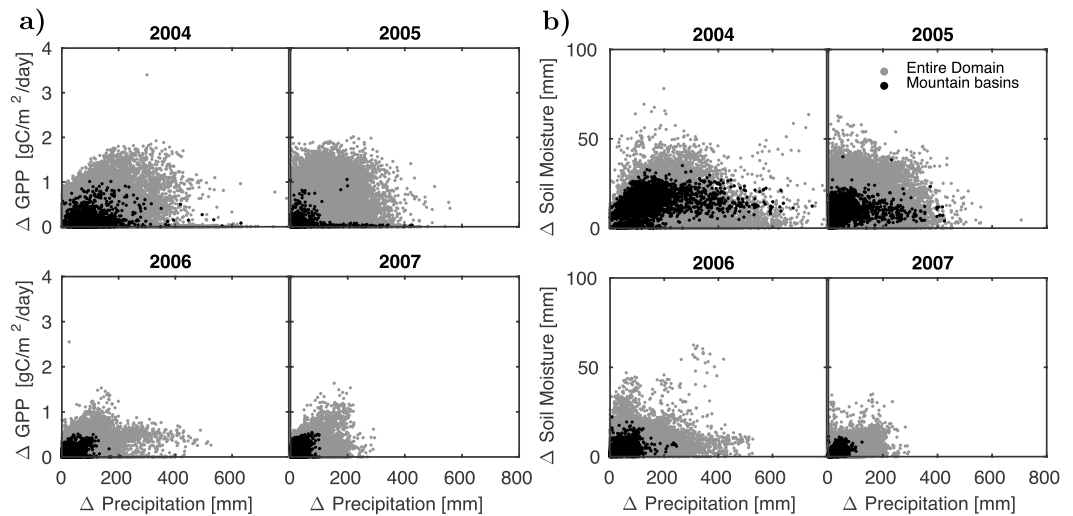 a)
2004
2005
4
3
2
1
0
Δ GPP [gC/m 2 /day]
2006
2007
4
3
2
1
0
Δ GPP [gC/m 2 /day]
0 200 400 600 0 200 400 600 800
Δ Precipitation [mm]
Δ Precipitation [mm]
b)
2004
2005
100
50
0
Δ Soil Moisture [mm]
Entire Domain
Mountain basins
2006
2007
100
50
0
Δ Soil Moisture [mm]
0 200 400 600 0 200 400 600 800
Δ Precipitation [mm]
Δ Precipitation [mm]